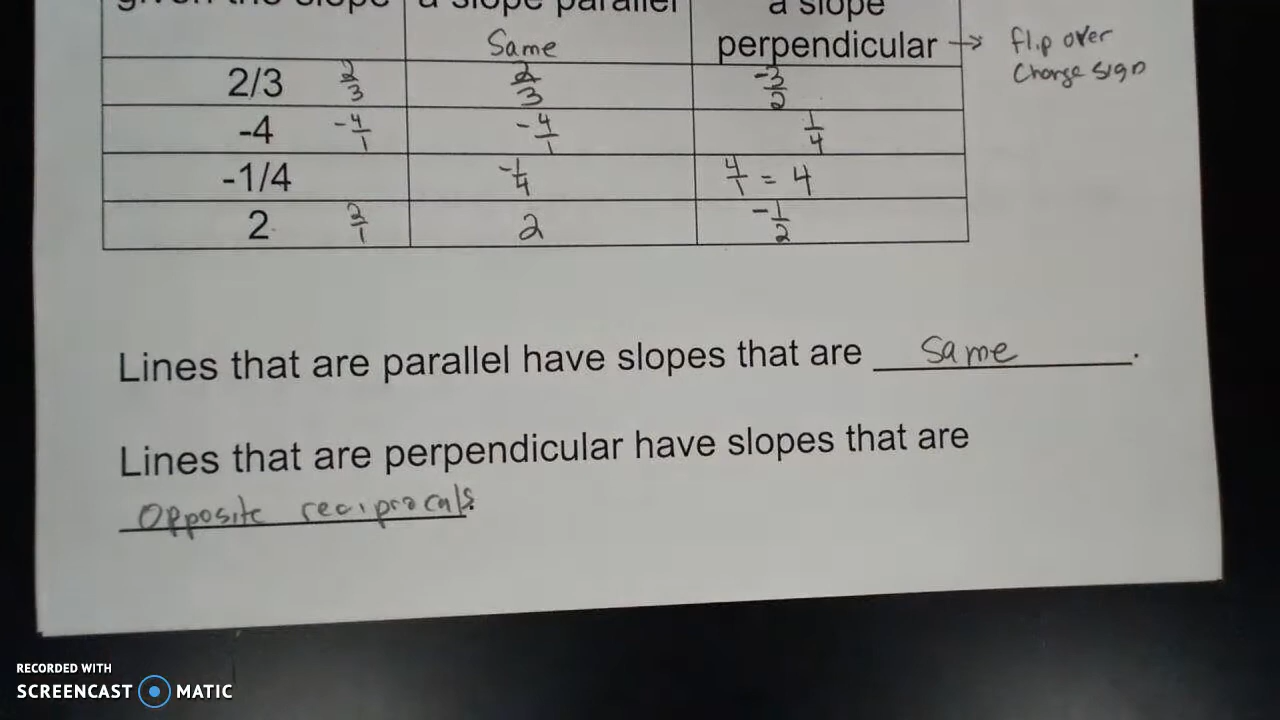 given the slope a slope parallel a slope
Same perpendicular → flip over
Change sign
2/3 2/3 2/3 -3/2
-4 -4/1 -4/1 1/4
-1/4 -1/4 4/1 = 4
2 2/1 2 -1/2
Lines that are parallel have slopes that are Same.
Lines that are perpendicular have slopes that are
Opposite reciprocals.
RECORDED WITH
SCREENCAST MATIC